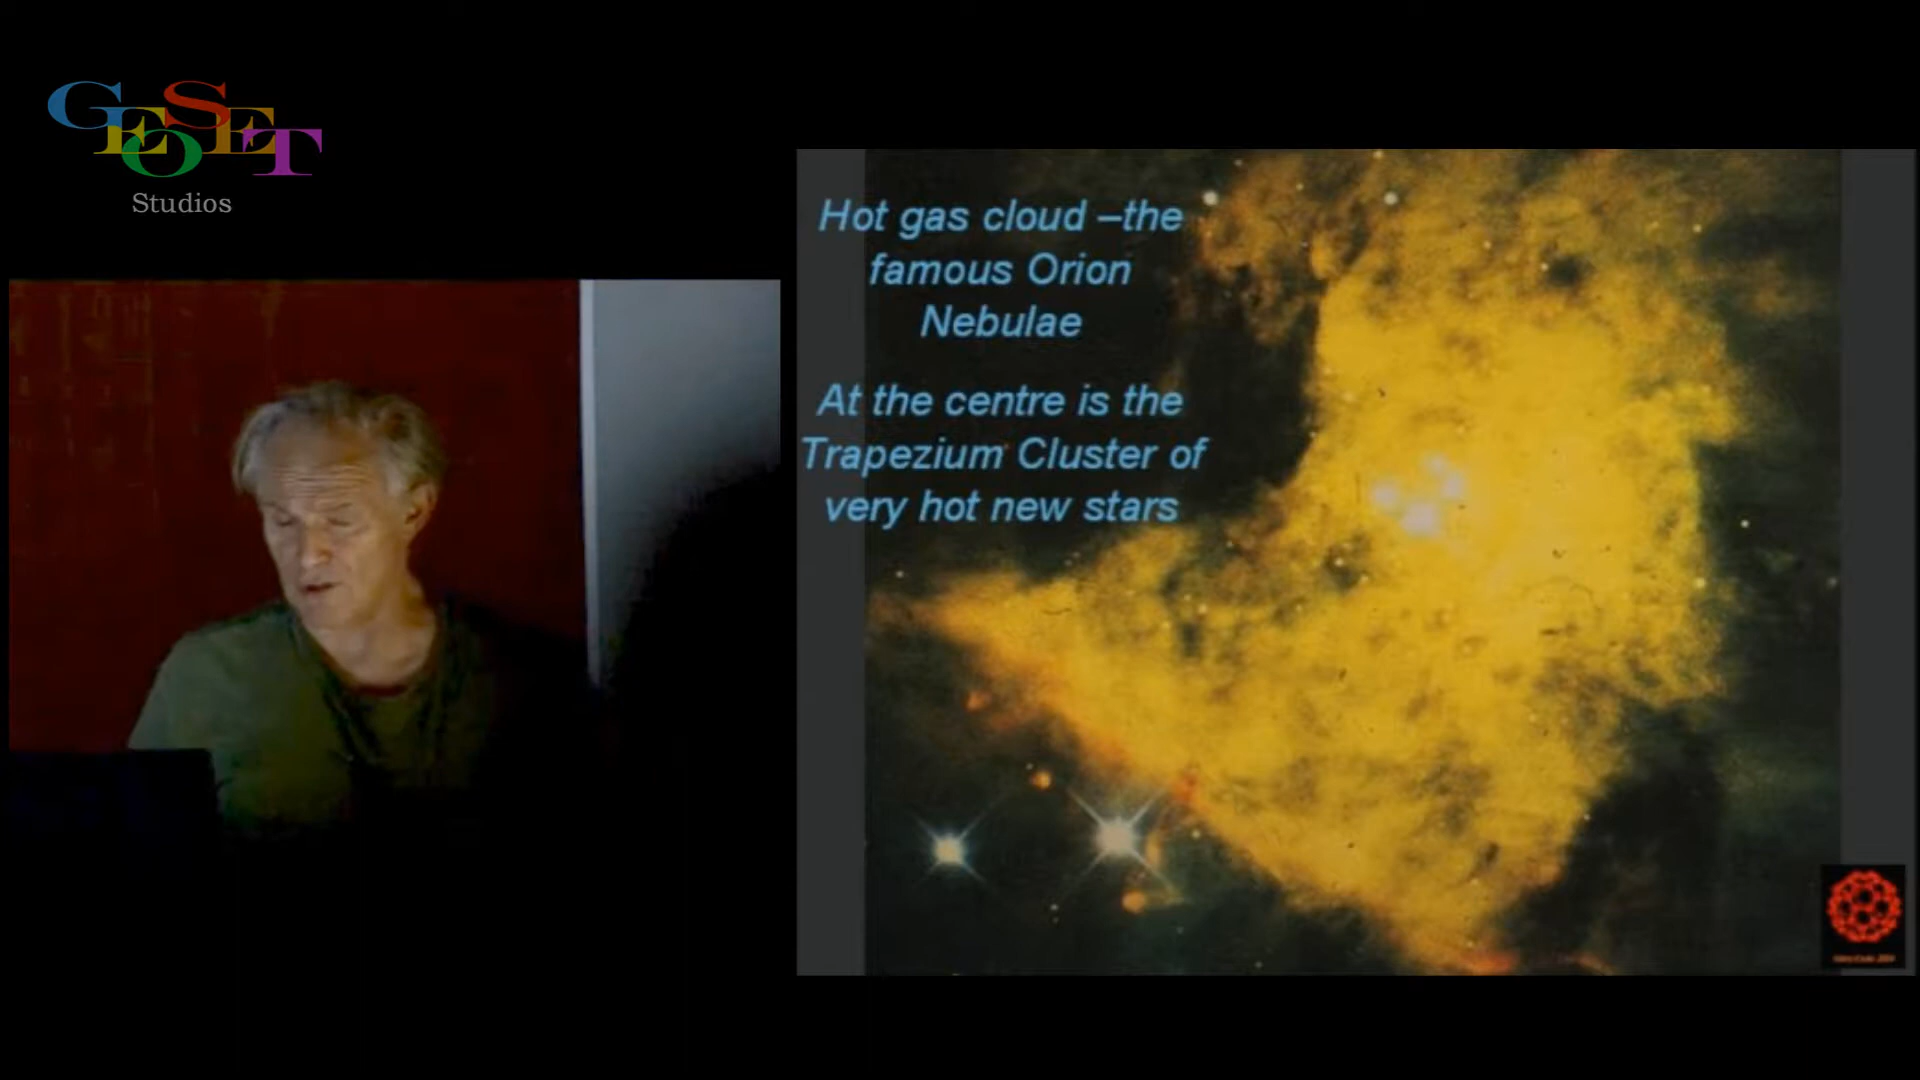 GEOSET
Studios
Hot gas cloud –the
famous Orion
Nebulae
At the centre is the
Trapezium Cluster of
very hot new stars